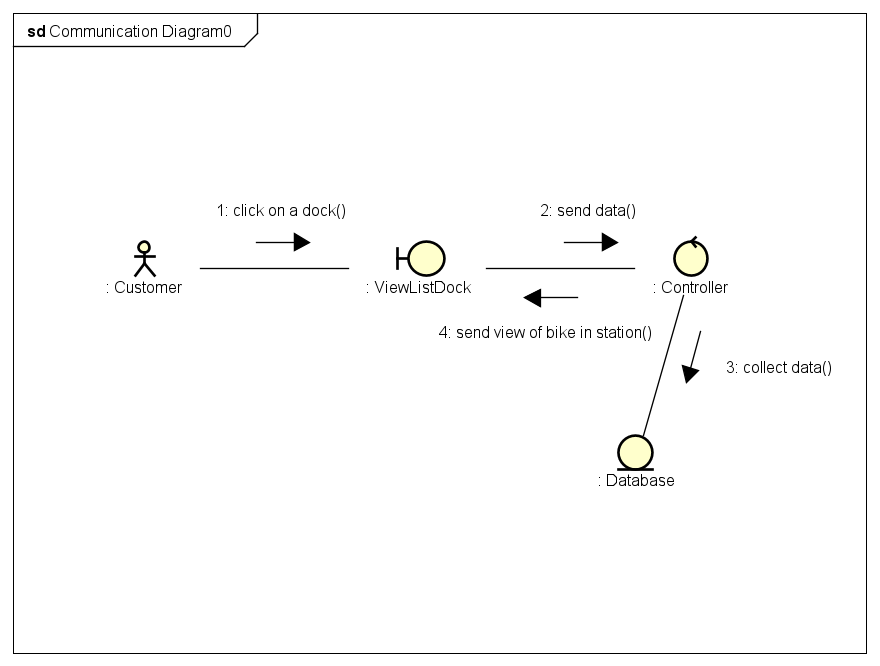 sd Communication Diagram0
1: click on a dock()
2: send data()
: Customer
: ViewListDock
: Controller
4: send view of bike in station()
3: collect data()
: Database